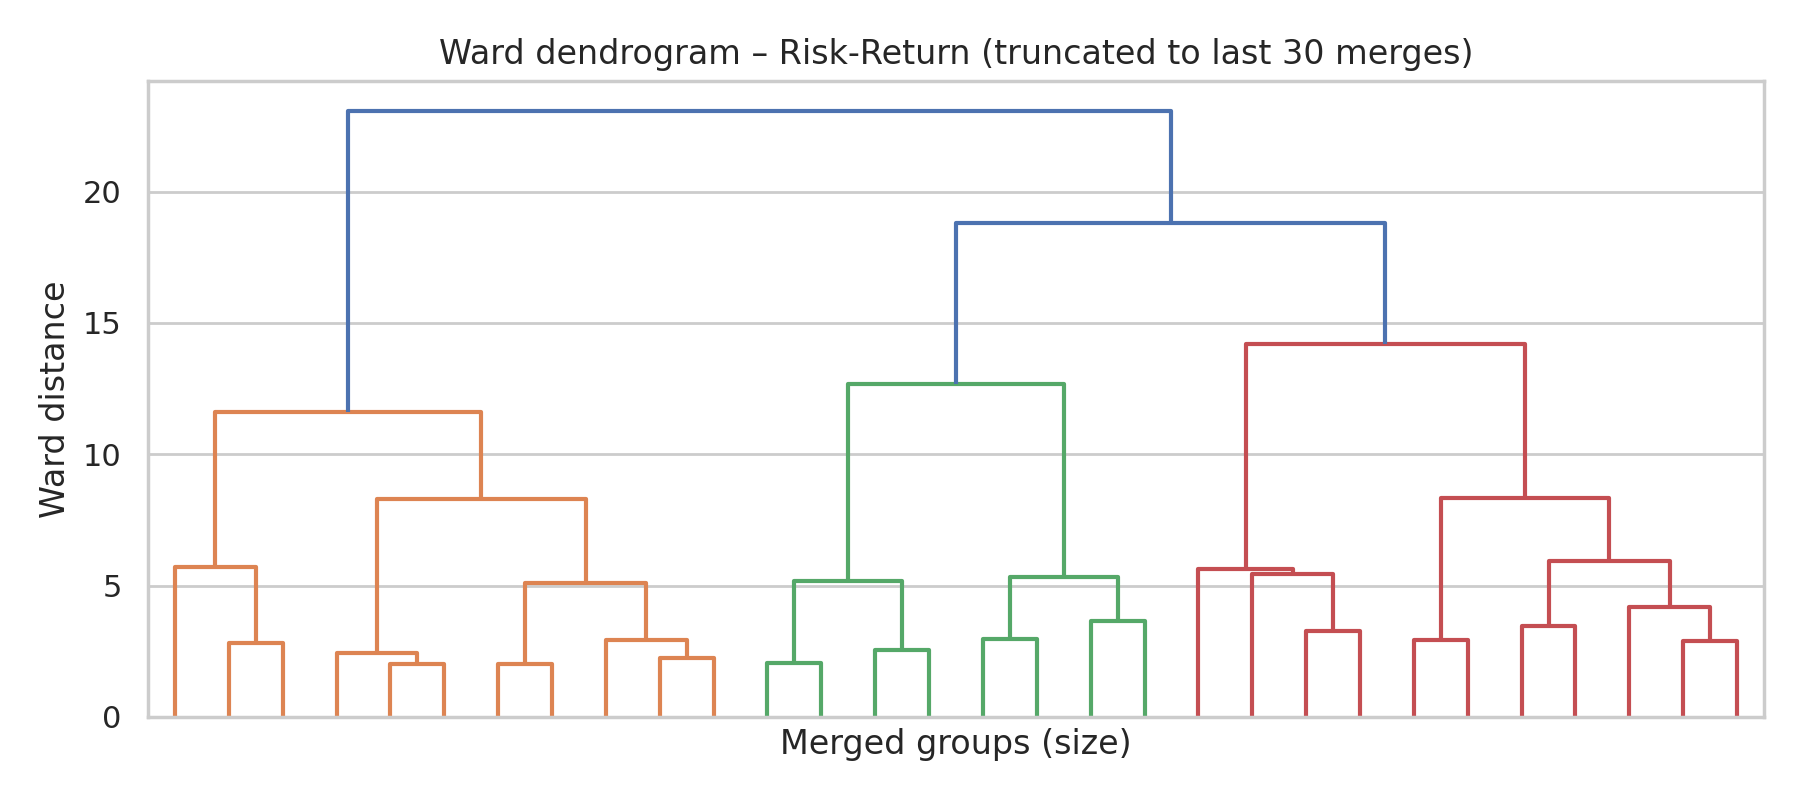 Ward dendrogram – Risk-Return (truncated to last 30 merges)
Ward distance
20
15
10
5
0
Merged groups (size)